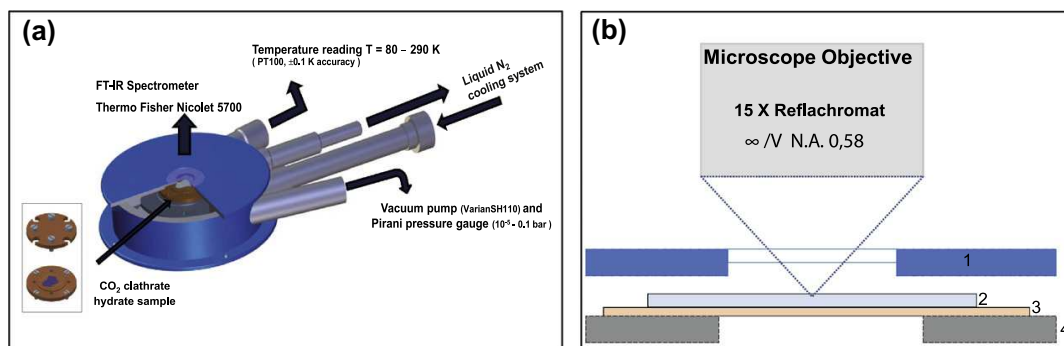 (a)
Temperature reading T = 80 – 290 K
( PT100, ±0.1 K accuracy)
Liquid N₂
cooling system
FT-IR Spectrometer
Thermo Fisher Nicolet 5700
Vacuum pump (VarianSH110) and
Pirani pressure gauge (10⁻⁵ - 0.1 bar )
CO₂ clathrate
hydrate sample
(b)
Microscope Objective
15 X Reflachromat
∞ /V N.A. 0,58
1
2
3
4